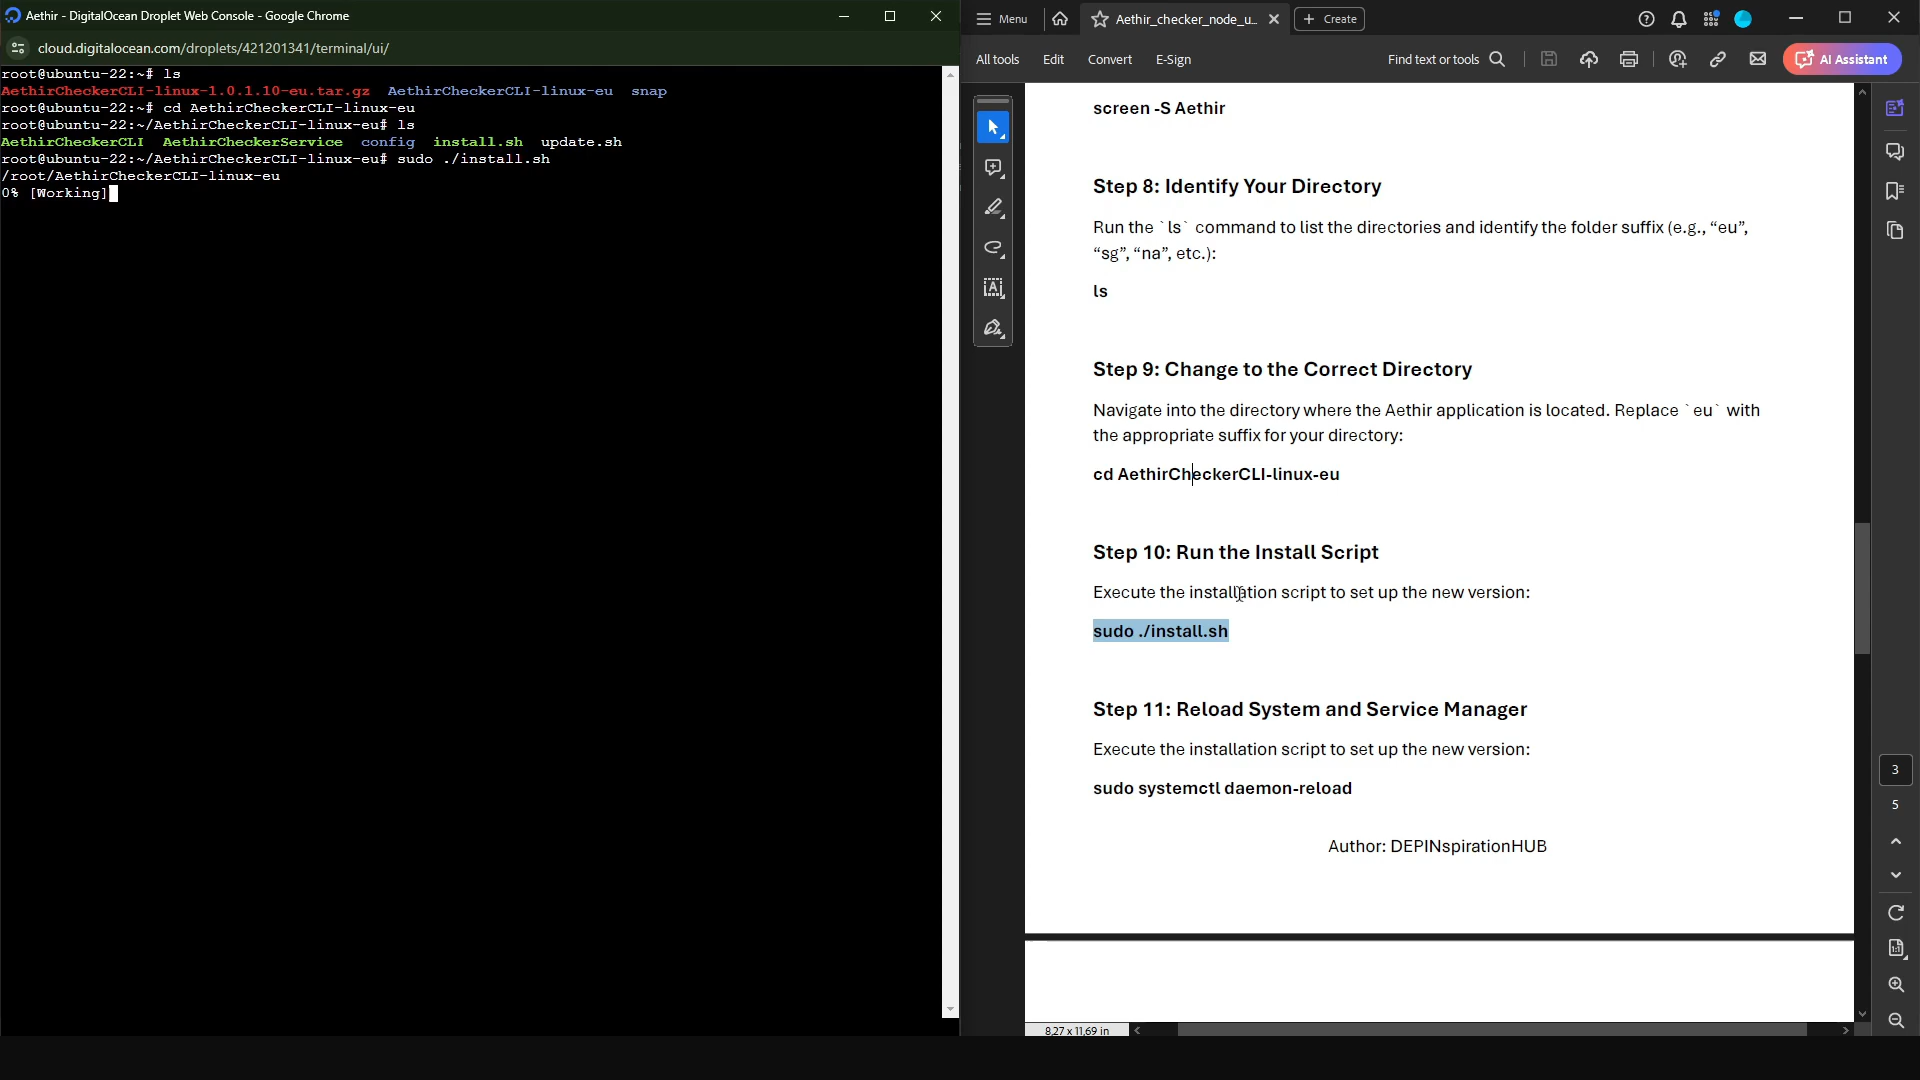 Aethir - DigitalOcean Droplet Web Console - Google Chrome
cloud.digitalocean.com/droplets/421201341/terminal/ui/
root@ubuntu-22:~# ls
AethirCheckerCLI-linux-1.0.1.10-eu.tar.gz AethirCheckerCLI-linux-eu snap
root@ubuntu-22:~# cd AethirCheckerCLI-linux-eu
root@ubuntu-22:~/AethirCheckerCLI-linux-eu# ls
AethirCheckerCLI AethirCheckerService config install.sh update.sh
root@ubuntu-22:~/AethirCheckerCLI-linux-eu# sudo ./install.sh
/root/AethirCheckerCLI-linux-eu
0% [Working]
Menu
Aethir_checker_node_u...
Create
All tools
Edit
Convert
E-Sign
Find text or tools
AI Assistant
screen -S Aethir
Step 8: Identify Your Directory
Run the `ls` command to list the directories and identify the folder suffix (e.g., “eu”,
“sg”, “na”, etc.):
ls
Step 9: Change to the Correct Directory
Navigate into the directory where the Aethir application is located. Replace `eu` with
the appropriate suffix for your directory:
cd AethirCheckerCLI-linux-eu
Step 10: Run the Install Script
Execute the installation script to set up the new version:
sudo ./install.sh
Step 11: Reload System and Service Manager
Execute the installation script to set up the new version:
sudo systemctl daemon-reload
Author: DEPINspirationHUB
3
5
8,27 x 11,69 in